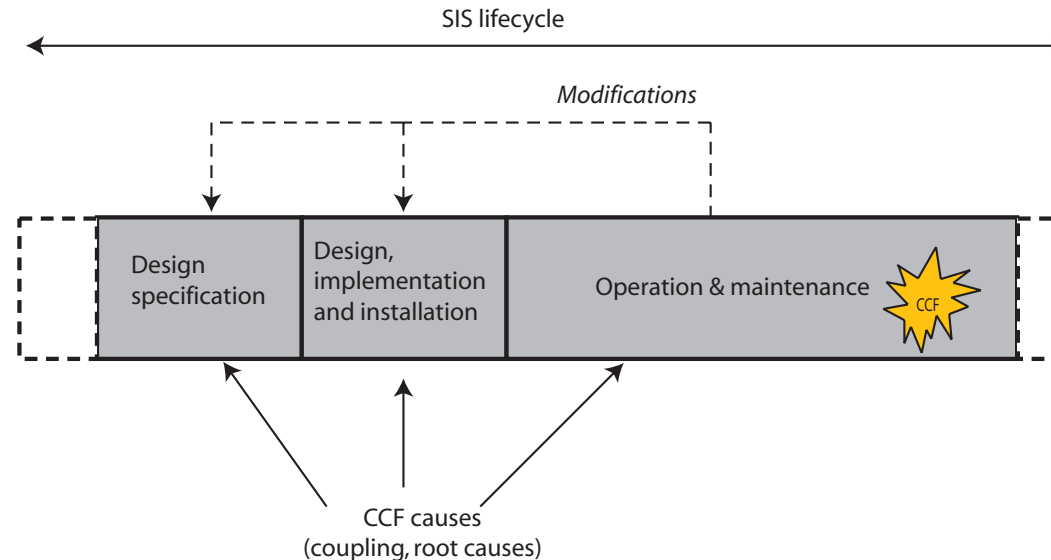 SIS lifecycle
Modifications
Design
specification
Design,
implementation
and installation
Operation & maintenance
CCF
CCF causes
(coupling, root causes)